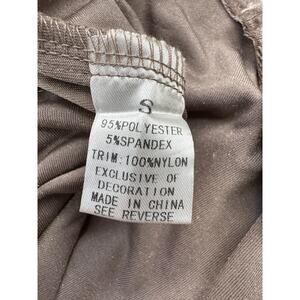 S
95%POLYESTER
5%SPANDEX
TRIM:100%NYLON
EXCLUSIVE OF
DECORATION
MADE IN CHINA
SEE REVERSE